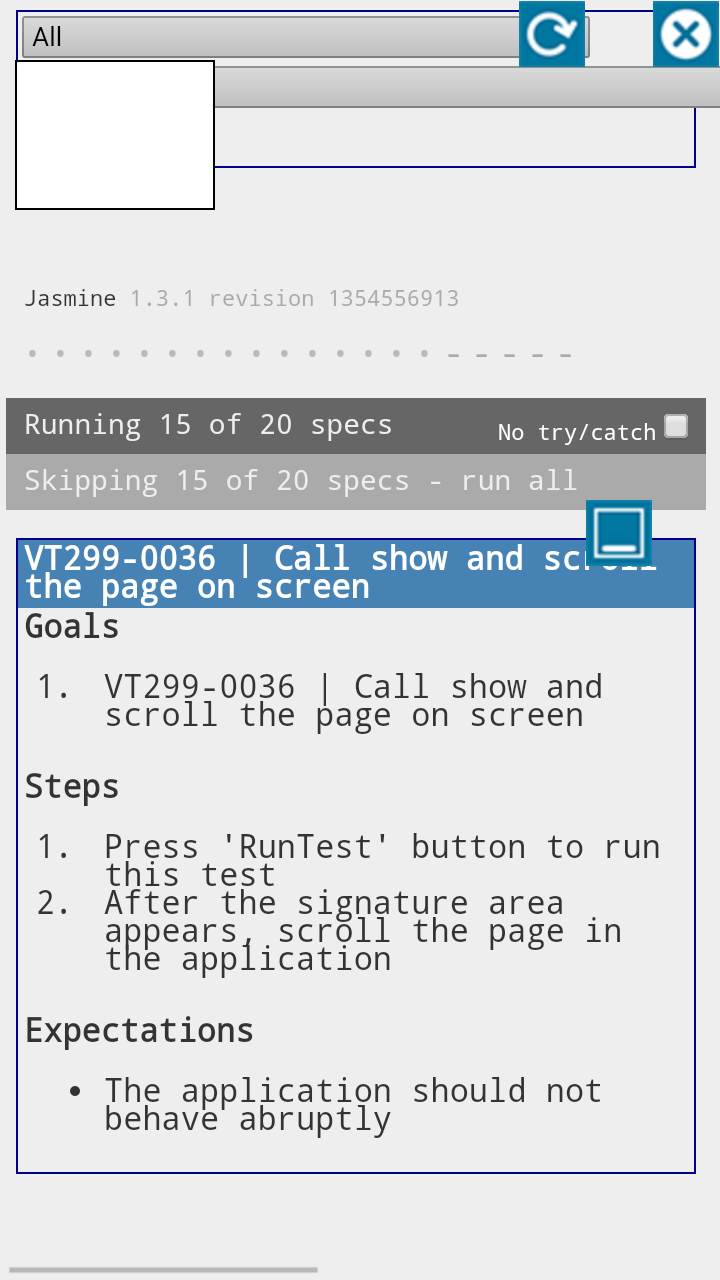 All
Jasmine 1.3.1 revision 1354556913
Running 15 of 20 specs
No try/catch
Skipping 15 of 20 specs - run all
VT299-0036 | Call show and scroll
the page on screen
Goals
1. VT299-0036 | Call show and
scroll the page on screen
Steps
1. Press 'RunTest' button to run
this test
2. After the signature area
appears, scroll the page in
the application
Expectations
• The application should not
behave abruptly